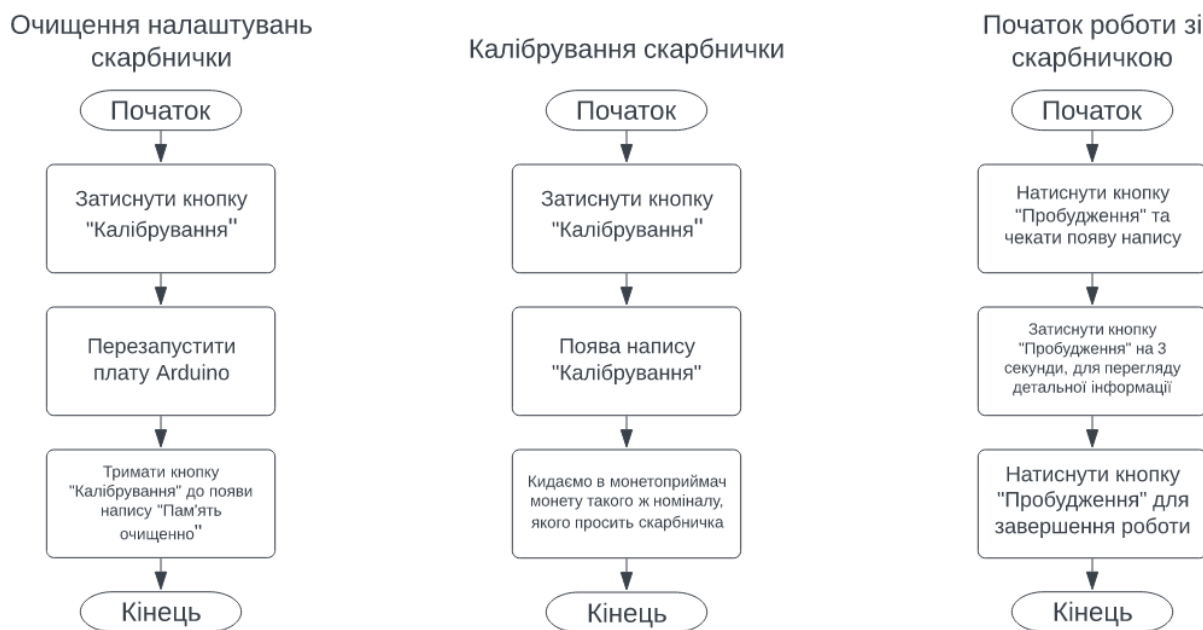 Очищення налаштувань
скарбнички
Початок
Затиснути кнопку
"Калібрування"
Перезапустити
плату Arduino
Тримати кнопку
"Калібрування" до появи
напису "Пам'ять
очищенно"
Кінець
Калібрування скарбнички
Початок
Затиснути кнопку
"Калібрування"
Поява напису
"Калібрування"
Кидаємо в монетоприймач
монету такого ж номіналу,
якого просить скарбничка
Кінець
Початок роботи зі
скарбничкою
Початок
Натиснути кнопку
"Пробудження" та
чекати появу напису
Затиснути кнопку
"Пробудження" на 3
секунди, для перегляду
детальної інформації
Натиснути кнопку
"Пробудження" для
завершення роботи
Кінець